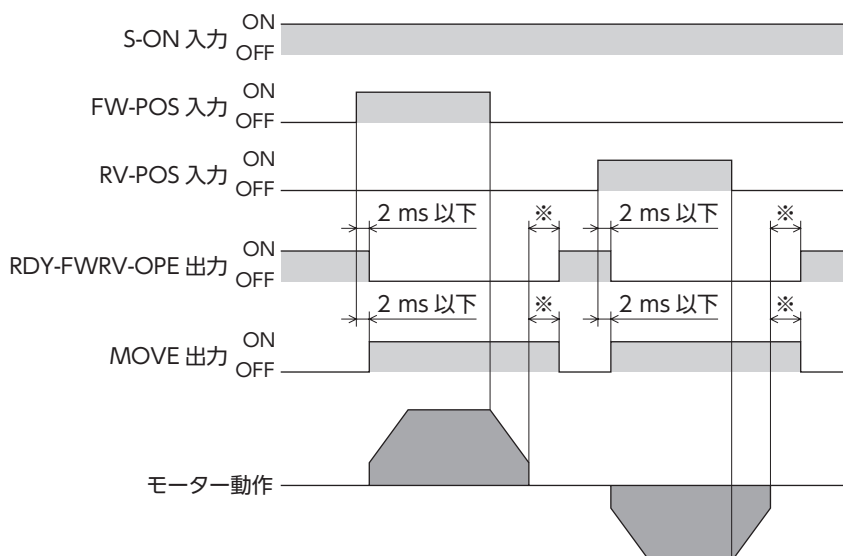 S-ON 入力 ON
OFF
FW-POS 入力 ON
OFF
RV-POS 入力 ON
OFF
2 ms 以下 ※ 2 ms 以下 ※
RDY-FWRV-OPE 出力 ON
OFF
2 ms 以下 ※ 2 ms 以下 ※
MOVE 出力 ON
OFF
モーター動作